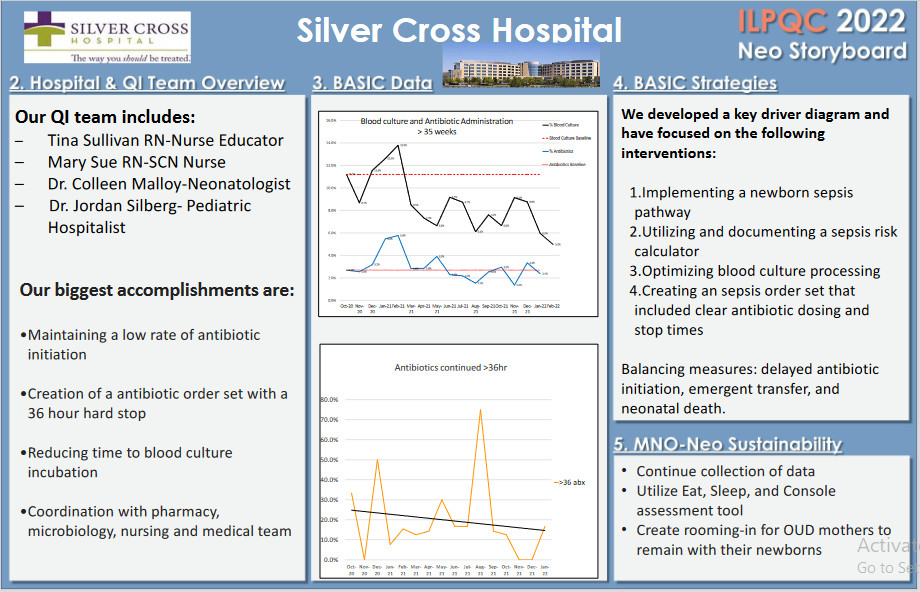 SILVER CROSS
HOSPITAL
The way you should be treated.
Silver Cross Hospital
ILPQC 2022
Neo Storyboard
2. Hospital & QI Team Overview
Our QI team includes:
– Tina Sullivan RN-Nurse Educator
– Mary Sue RN-SCN Nurse
– Dr. Colleen Malloy-Neonatologist
– Dr. Jordan Silberg- Pediatric
Hospitalist
Our biggest accomplishments are:
•Maintaining a low rate of antibiotic
initiation
•Creation of a antibiotic order set with a
36 hour hard stop
•Reducing time to blood culture
incubation
•Coordination with pharmacy,
microbiology, nursing and medical team
3. BASIC Data
Blood culture and Antibiotic Administration
> 35 weeks
% Blood Culture
Blood Culture Baseline
% Antibiotics
Antibiotics Baseline
16.0%
14.0%
12.0%
10.0%
8.0%
6.0%
4.0%
2.0%
0.0%
Oct-20 Nov-20 Dec-20 Jan-21 Feb-21 Mar-21 Apr-21 May-21 Jun-21 Jul-21 Aug-21 Sep-21 Oct-21 Nov-21 Dec-21 Jan-22 Feb-22
Antibiotics continued >36hr
80.0%
70.0%
60.0%
50.0%
40.0%
30.0%
20.0%
10.0%
0.0%
>36 abx
Oct-20 Nov-20 Dec-20 Jan-21 Feb-21 Mar-21 Apr-21 May-21 Jun-21 Jul-21 Aug-21 Sep-21 Oct-21 Nov-21 Dec-21 Jan-22
4. BASIC Strategies
We developed a key driver diagram and
have focused on the following
interventions:
1.Implementing a newborn sepsis
pathway
2.Utilizing and documenting a sepsis risk
calculator
3.Optimizing blood culture processing
4.Creating an sepsis order set that
included clear antibiotic dosing and
stop times
Balancing measures: delayed antibiotic
initiation, emergent transfer, and
neonatal death.
5. MNO-Neo Sustainability
• Continue collection of data
• Utilize Eat, Sleep, and Console
assessment tool
• Create rooming-in for OUD mothers to
remain with their newborns
Activat
Go to Se